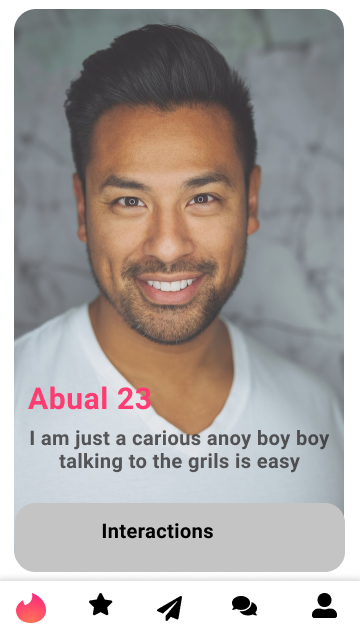 Abual 23
I am just a carious anoy boy boy
talking to the grils is easy
Interactions